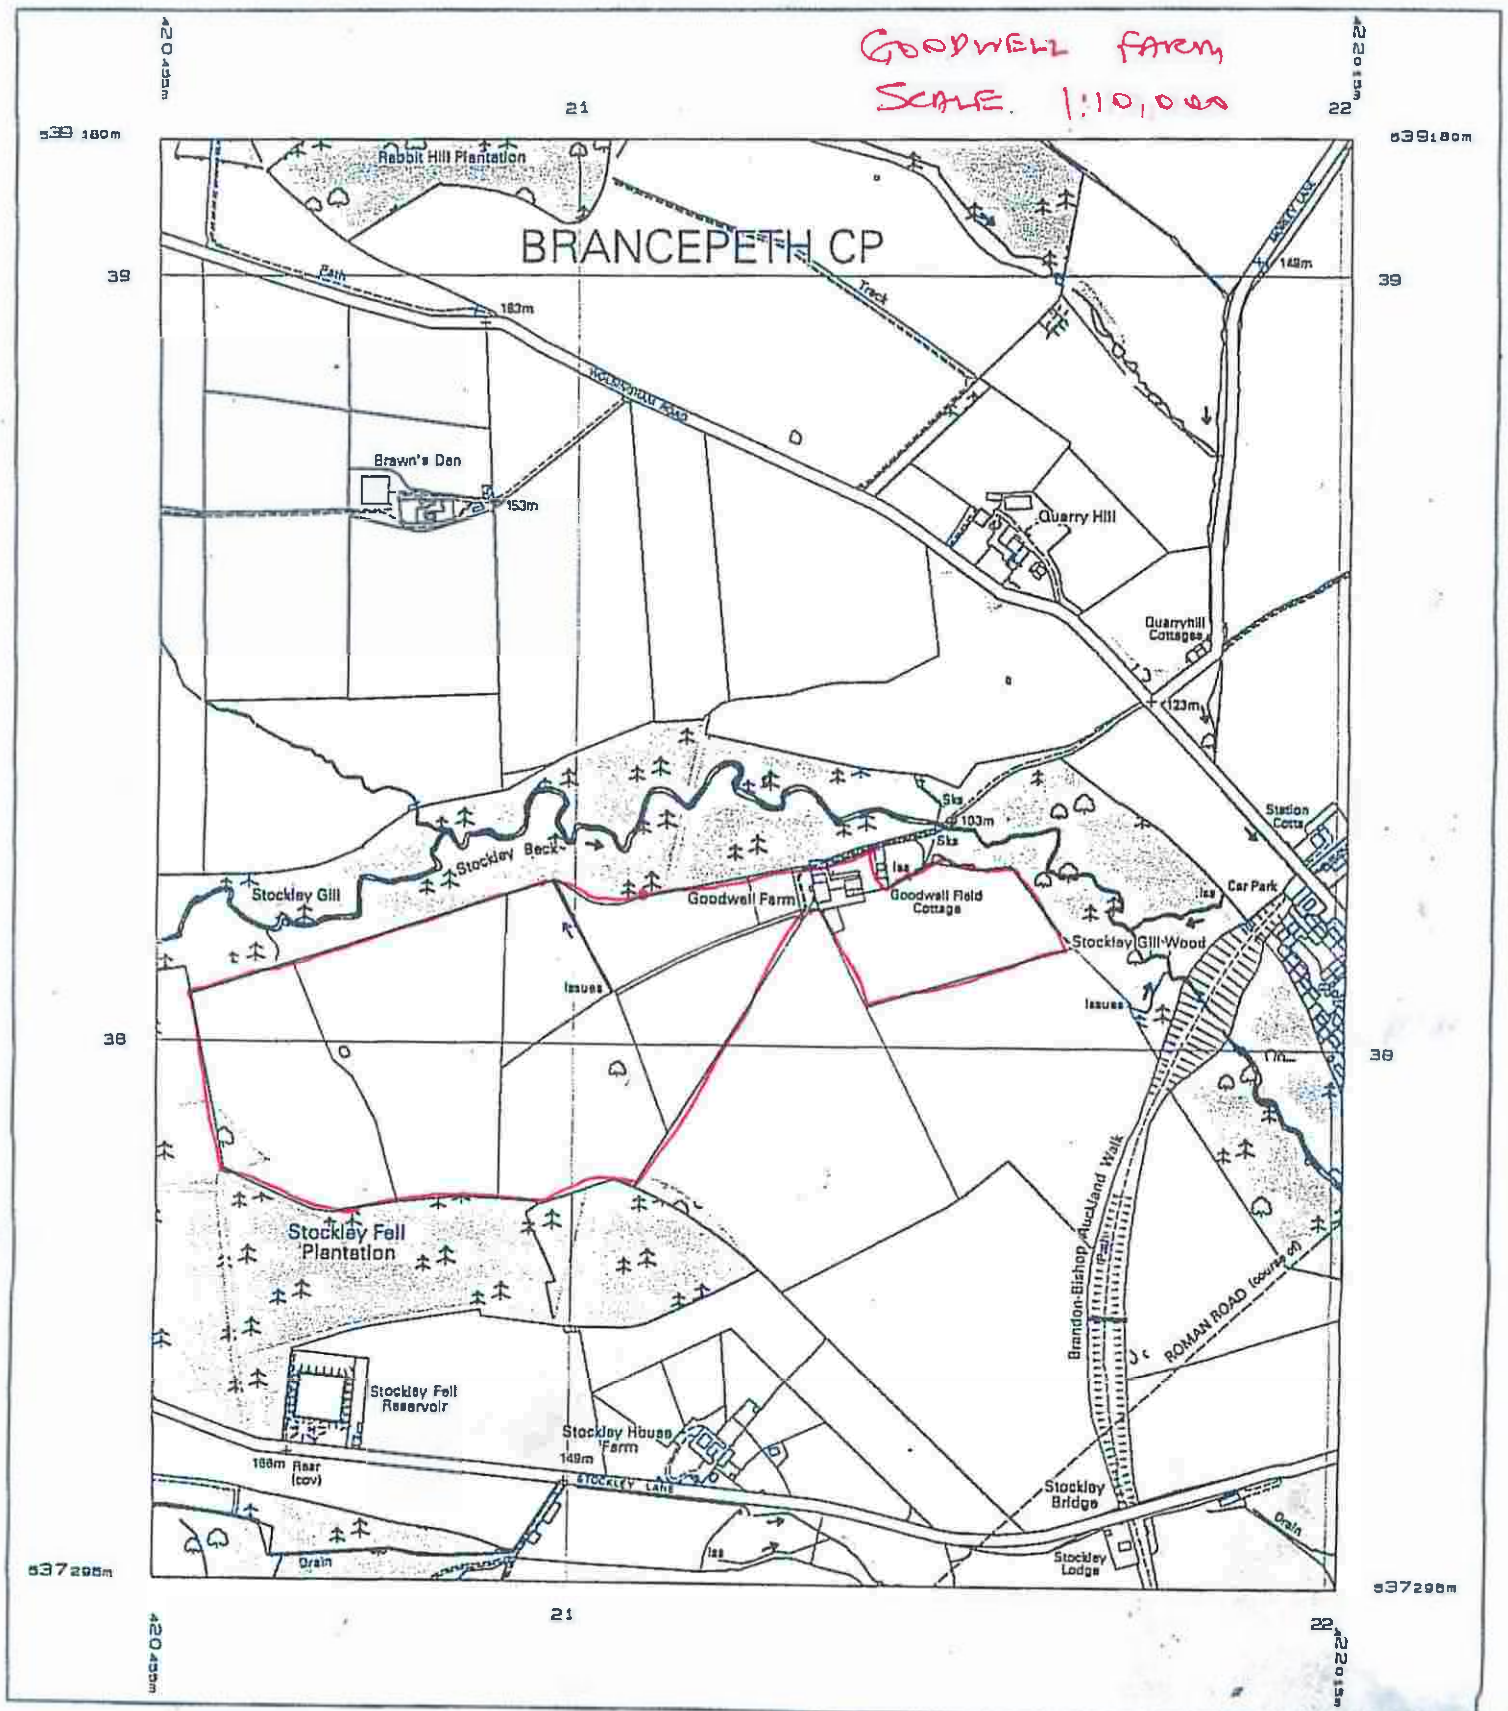 GOODWELL FARM
SCALE. 1:10,000
21
22
539 180m
539180m
Rabbit Hill Plantation
BRANCEPETH CP
39
Path
183m
Track
149m
39
Brawn's Den
153m
Quarry Hill
Quarryhill
Cottages
123m
Sks
103m
Station
Cotts
Sks
Stockley Beck
Stockley Gill
Iss
Goodwell Farm
Goodwell Field
Cottage
Iss
Car Park
Stockley Gill Wood
Issues
Issues
38
38
Stockley Fell
Plantation
Brandon-Bishop Auckland Walk
Path
ROMAN ROAD (course of)
Stockley Fell
Reservoir
Stockley House
Farm
166m
Resr
(cov)
149m
STOCKLEY LANE
Stockley
Bridge
Drain
Drain
Iss
Stockley
Lodge
537295m
537295m
21
22